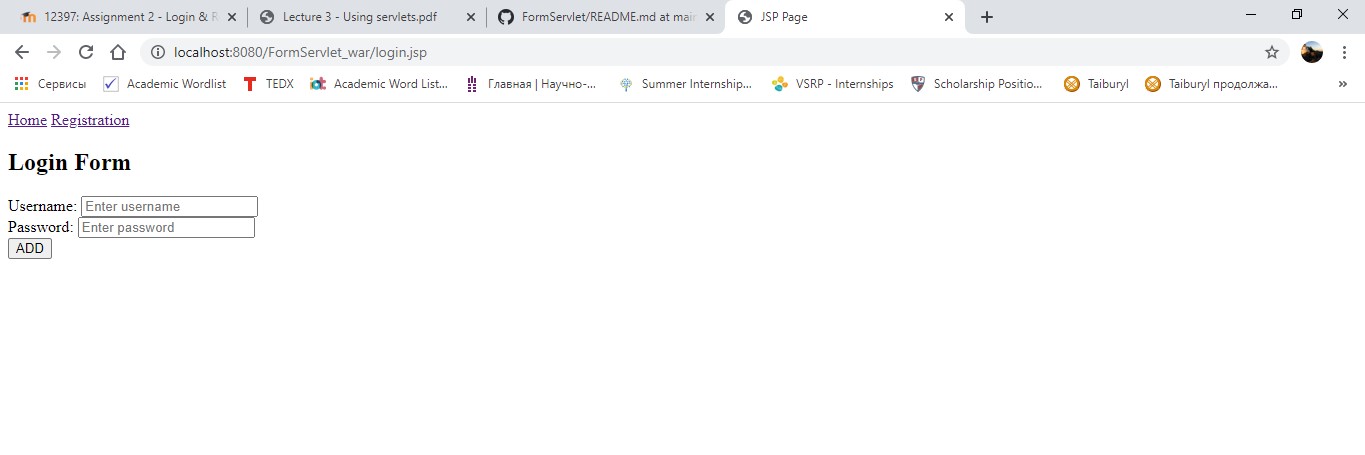 12397: Assignment 2 - Login & R
Lecture 3 - Using servlets.pdf
FormServlet/README.md at main
JSP Page
localhost:8080/FormServlet_war/login.jsp
Сервисы
Academic Wordlist
TEDX
Academic Word List...
Главная | Научно-...
Summer Internship...
VSRP - Internships
Scholarship Positio...
Taiburyl
Taiburyl продолжа...
Home Registration
Login Form
Username: Enter username
Password: Enter password
ADD